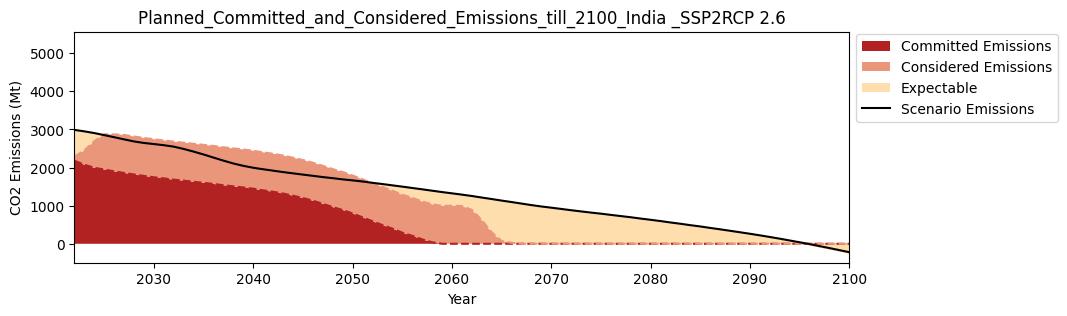 Planned_Committed_and_Considered_Emissions_till_2100_India _SSP2RCP 2.6
Committed Emissions
Considered Emissions
Expectable
Scenario Emissions
CO2 Emissions (Mt)
5000
4000
3000
2000
1000
0
2030 2040 2050 2060 2070 2080 2090 2100
Year